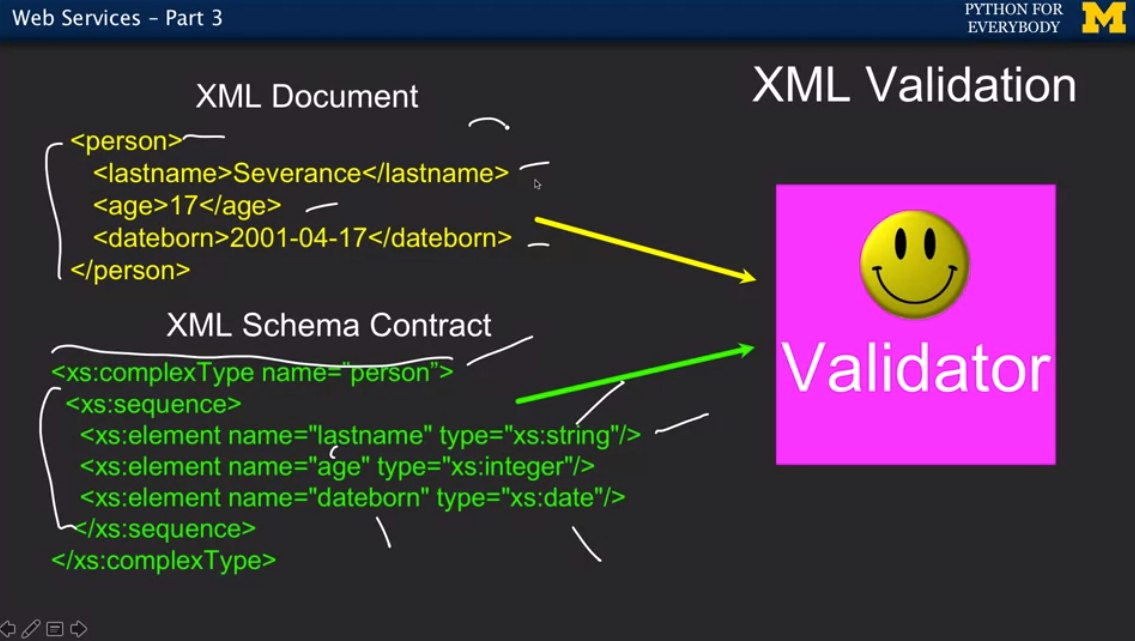 Web Services – Part 3
PYTHON FOR
EVERYBODY
M
XML Validation
XML Document
<person>
<lastname>Severance</lastname>
<age>17</age>
<dateborn>2001-04-17</dateborn>
</person>
XML Schema Contract
<xs:complexType name="person”>
<xs:sequence>
<xs:element name="lastname" type="xs:string"/>
<xs:element name="age" type="xs:integer"/>
<xs:element name="dateborn" type="xs:date"/>
</xs:sequence>
</xs:complexType>
Validator